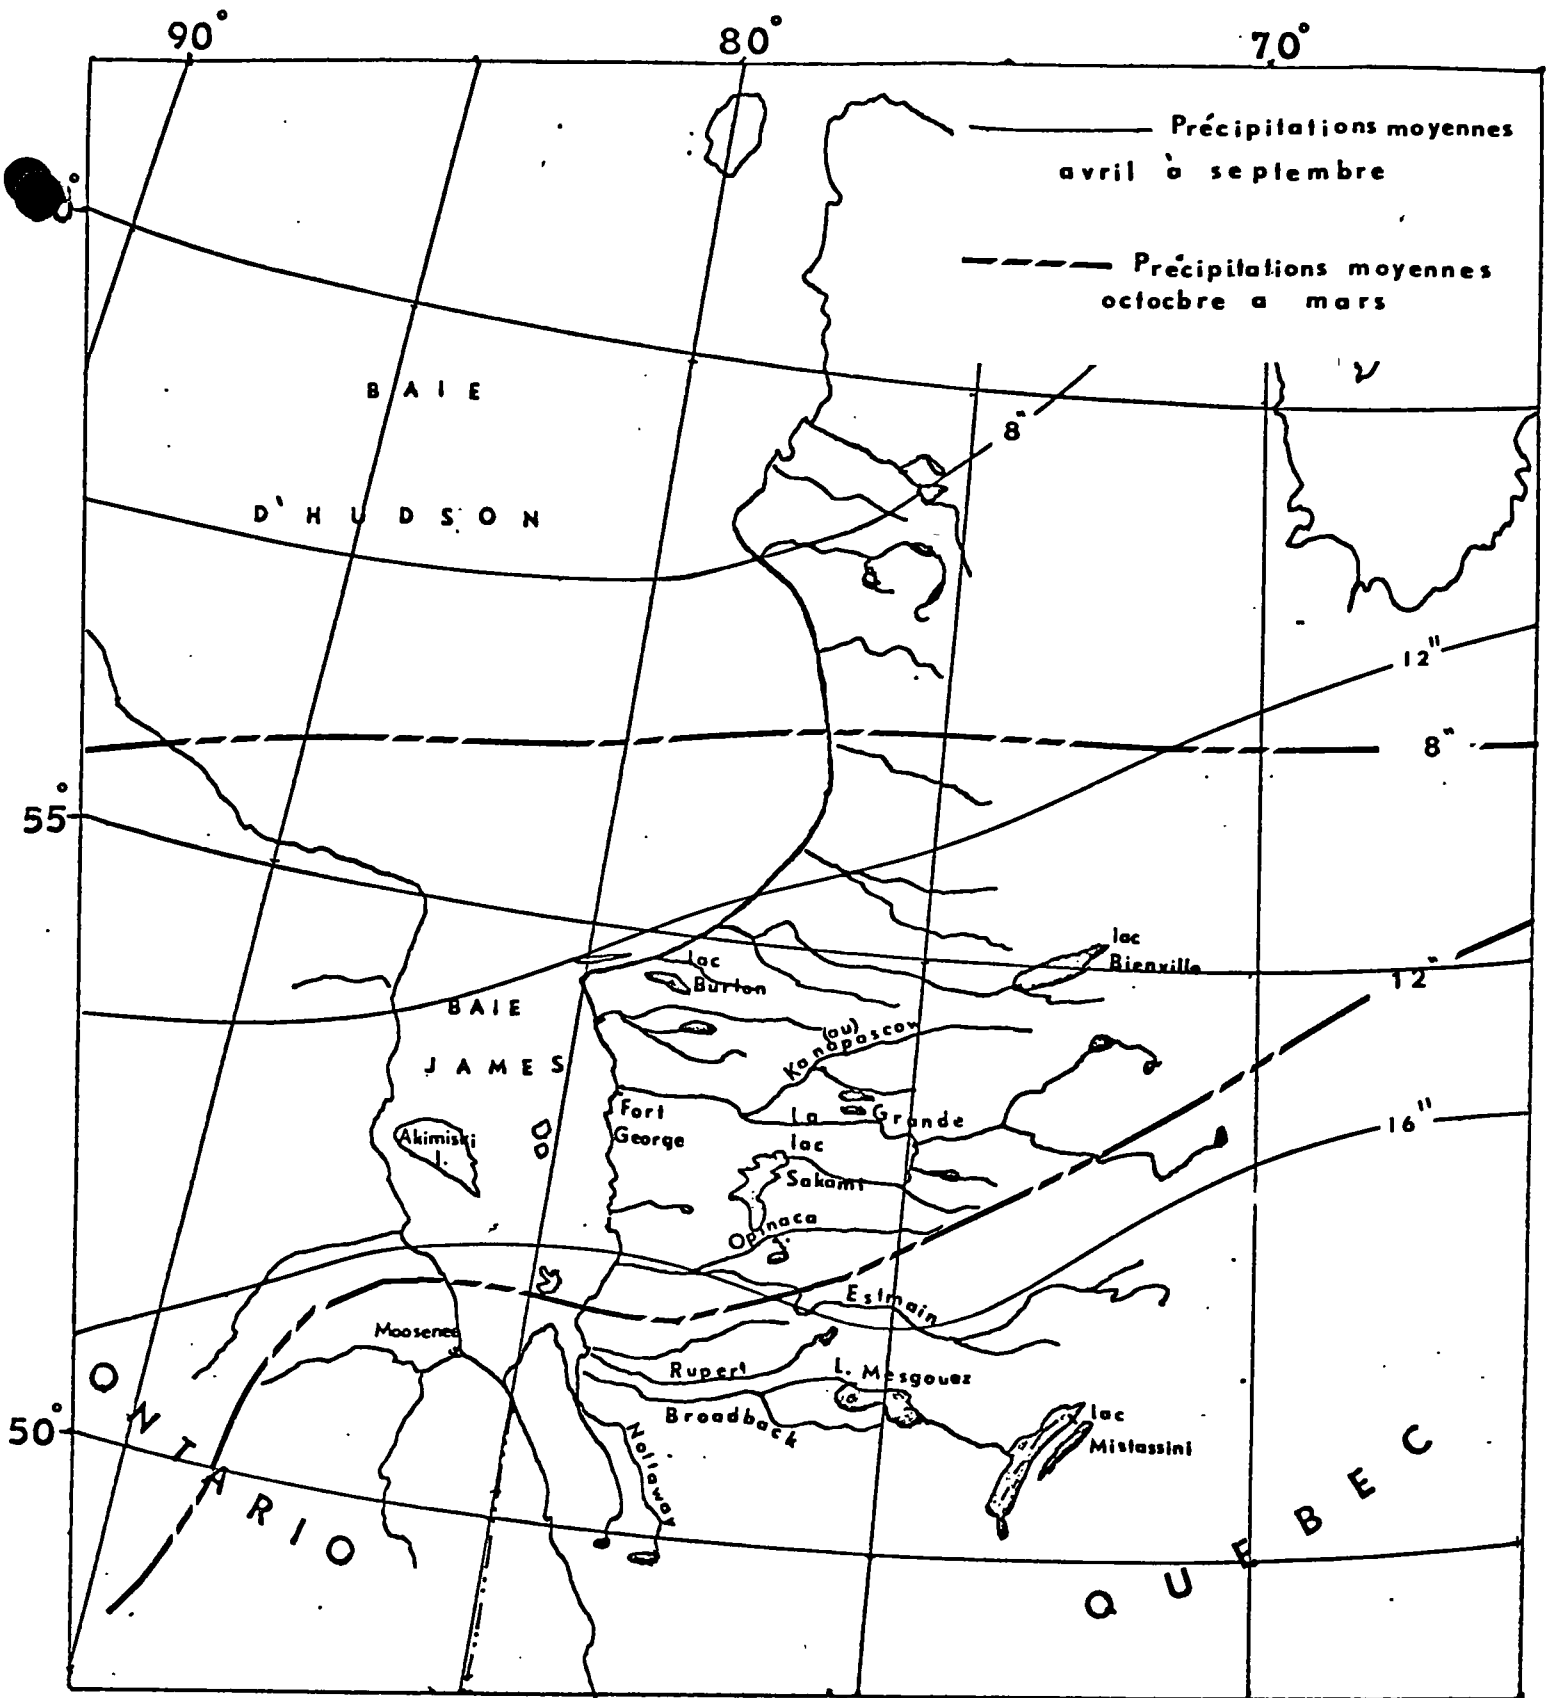 90° 80° 70°
Précipitations moyennes
avril à septembre
Précipitations moyennes
octocbre a mars
BAIE
D'HUDSON
8"
12"
8"
55°
lac
Bienville
12"
lac
Burton
BAIE
JAMES
(ou)
Kanapascow
Fort
George
La Grande
Akimiski
I.
lac
Sakami
16"
Opinaca
Estmain
Moosenee
Rupert
L. Mesgouez
Broadback
lac
Mistassini
Nottaway
50°
ONTARIO
QUEBEC